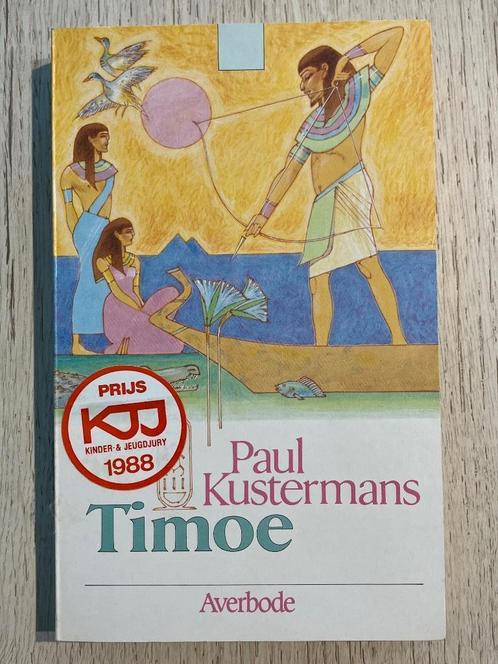 PRIJS
KJJ
KINDER- & JEUGDJURY
1988
Paul
Kustermans
Timoe
Averbode